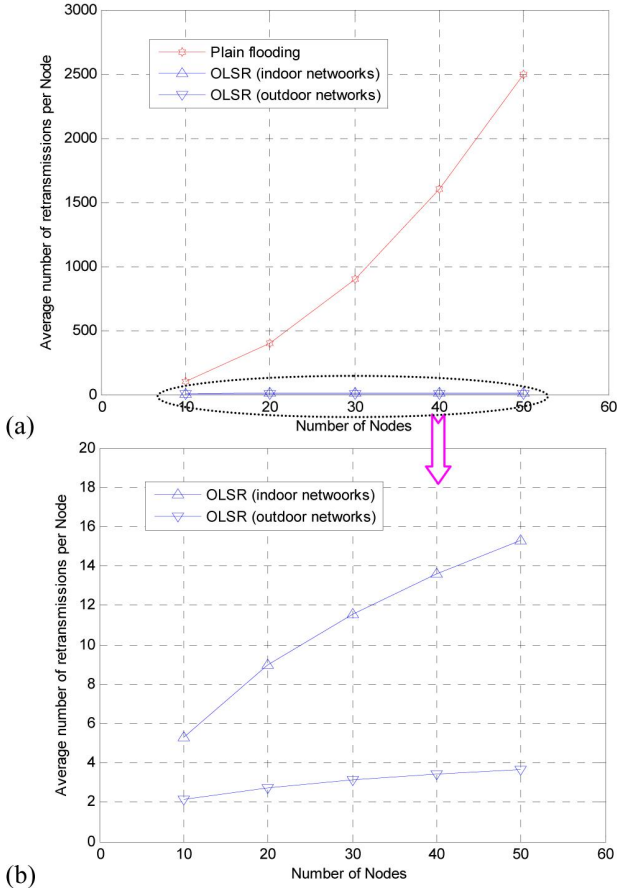 3000
2500
2000
1500
1000
500
0
Average number of retransmissions per Node
Plain flooding
OLSR (indoor networks)
OLSR (outdoor networks)
0 10 20 30 40 50 60
Number of Nodes
(a)
20
18
16
14
12
10
8
6
4
2
0
Average number of retransmissions per Node
OLSR (indoor networks)
OLSR (outdoor networks)
0 10 20 30 40 50 60
Number of Nodes
(b)